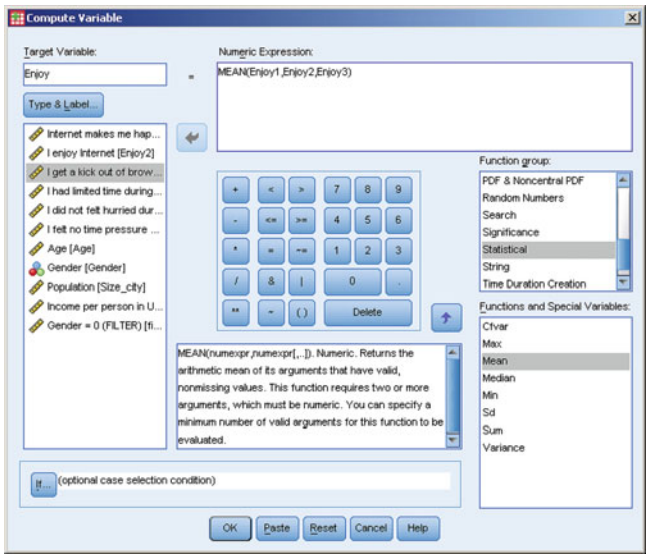 Compute Variable
Target Variable:
Enjoy
=
Numeric Expression:
MEAN(Enjoy1,Enjoy2,Enjoy3)
Type & Label...
Internet makes me hap...
I enjoy Internet [Enjoy2]
I get a kick out of brow...
I had limited time during...
I did not felt hurried dur...
I felt no time pressure ...
Age [Age]
Gender [Gender]
Population [Size_city]
Income per person in U...
Gender = 0 (FILTER) [fi...
+ < > 7 8 9
- <= >= 4 5 6
* = ~= 1 2 3
/ & | 0 .
** ~ ( ) Delete
Function group:
PDF & Noncentral PDF
Random Numbers
Search
Significance
Statistical
String
Time Duration Creation
Functions and Special Variables:
Cfvar
Max
Mean
Median
Min
Sd
Sum
Variance
MEAN(numexpr,numexpr[,..]). Numeric. Returns the
arithmetic mean of its arguments that have valid,
nonmissing values. This function requires two or more
arguments, which must be numeric. You can specify a
minimum number of valid arguments for this function to be
evaluated.
If... (optional case selection condition)
OK Paste Reset Cancel Help